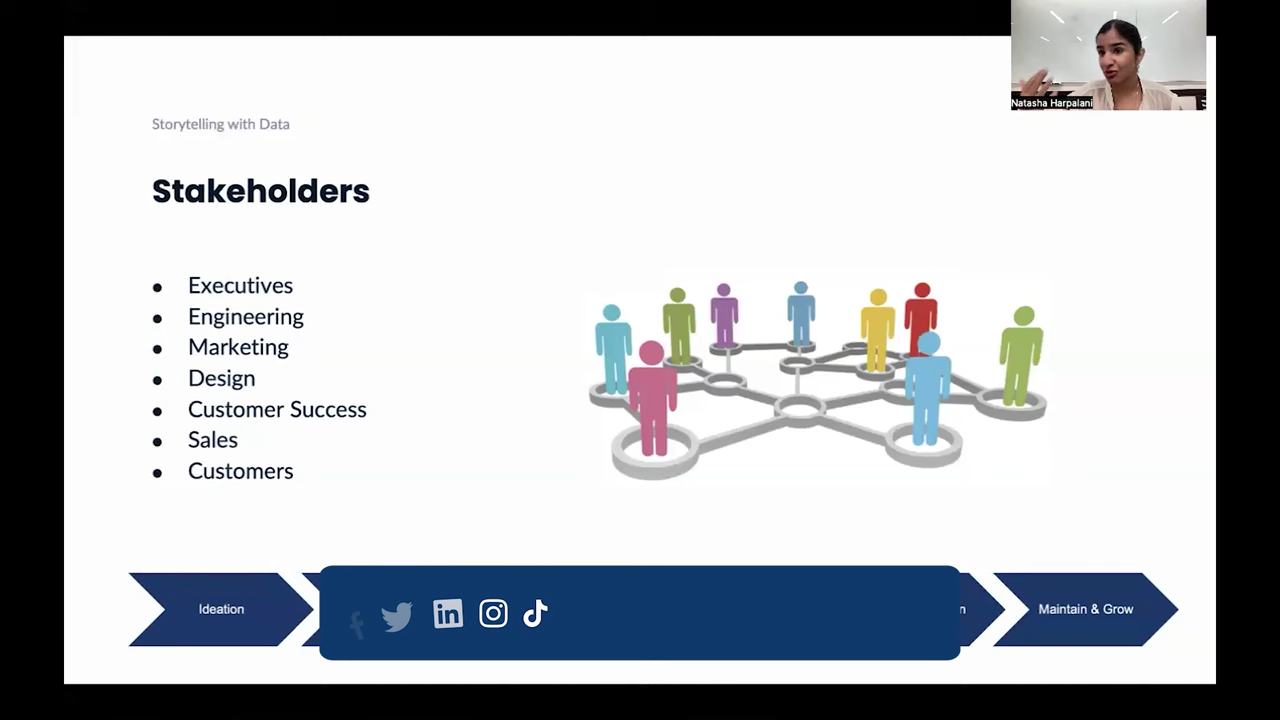 Natasha Harpalani
Storytelling with Data
Stakeholders
Executives
Engineering
Marketing
Design
Customer Success
Sales
Customers
Ideation
Maintain & Grow